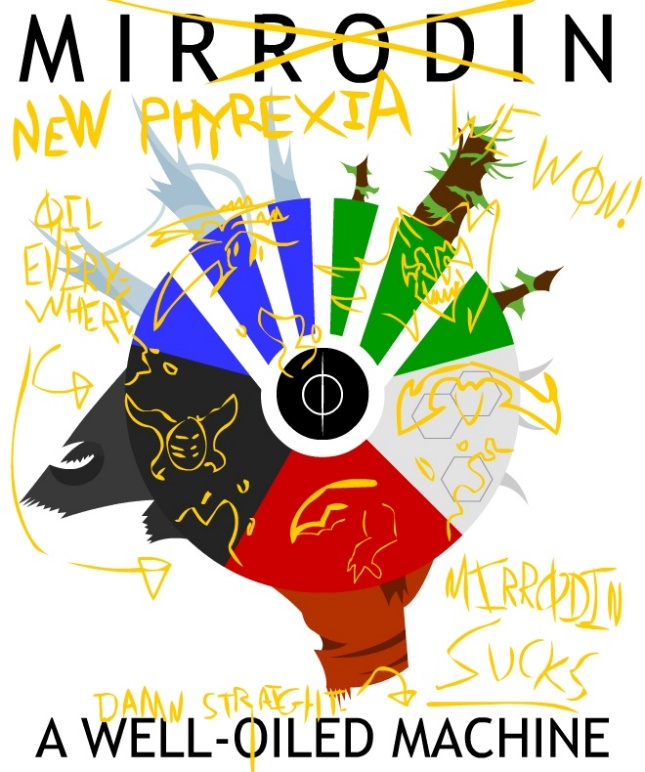 MIRRODIN
NEW PHYREXIA
WE WON!
OIL
EVERY-
WHERE
MIRRODIN
SUCKS
DAMN STRAIGHT
A WELL-OILED MACHINE